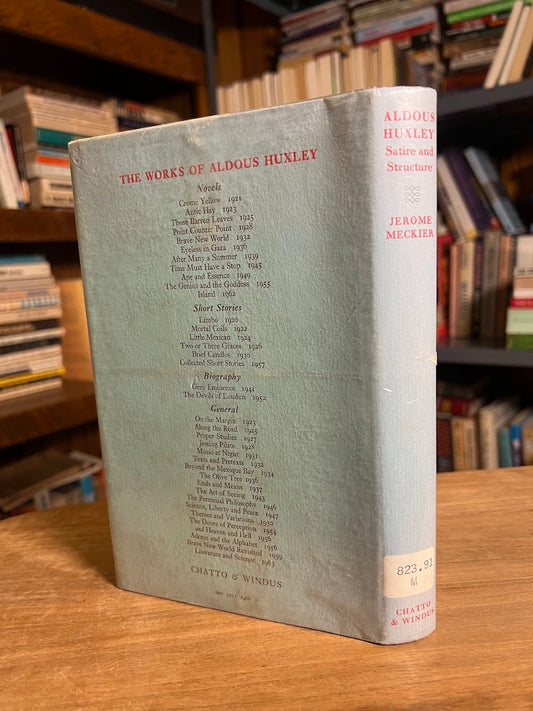 THE WORKS OF ALDOUS HUXLEY
Novels
Crome Yellow 1921
Antic Hay 1923
Those Barren Leaves 1925
Point Counter Point 1928
Brave New World 1932
Eyeless in Gaza 1936
After Many a Summer 1939
Time Must Have a Stop 1945
Ape and Essence 1949
The Genius and the Goddess 1955
Island 1962
Short Stories
Limbo 1920
Mortal Coils 1922
Little Mexican 1924
Two or Three Graces 1926
Brief Candles 1930
Collected Short Stories 1957
Biography
Grey Eminence 1941
The Devils of Loudun 1952
General
On the Margin 1923
Along the Road 1925
Proper Studies 1927
Jesting Pilate 1928
Music at Night 1931
Texts and Pretexts 1932
Beyond the Mexique Bay 1934
The Olive Tree 1936
Ends and Means 1937
The Art of Seeing 1943
The Perennial Philosophy 1946
Science, Liberty and Peace 1947
Themes and Variations 1950
The Doors of Perception 1954
and Heaven and Hell 1956
Adonis and the Alphabet 1956
Brave New World Revisited 1959
Literature and Science 1963
CHATTO & WINDUS
ALDOUS
HUXLEY
Satire and
Structure
JEROME
MECKIER
823.91
M
CHATTO
& WINDUS